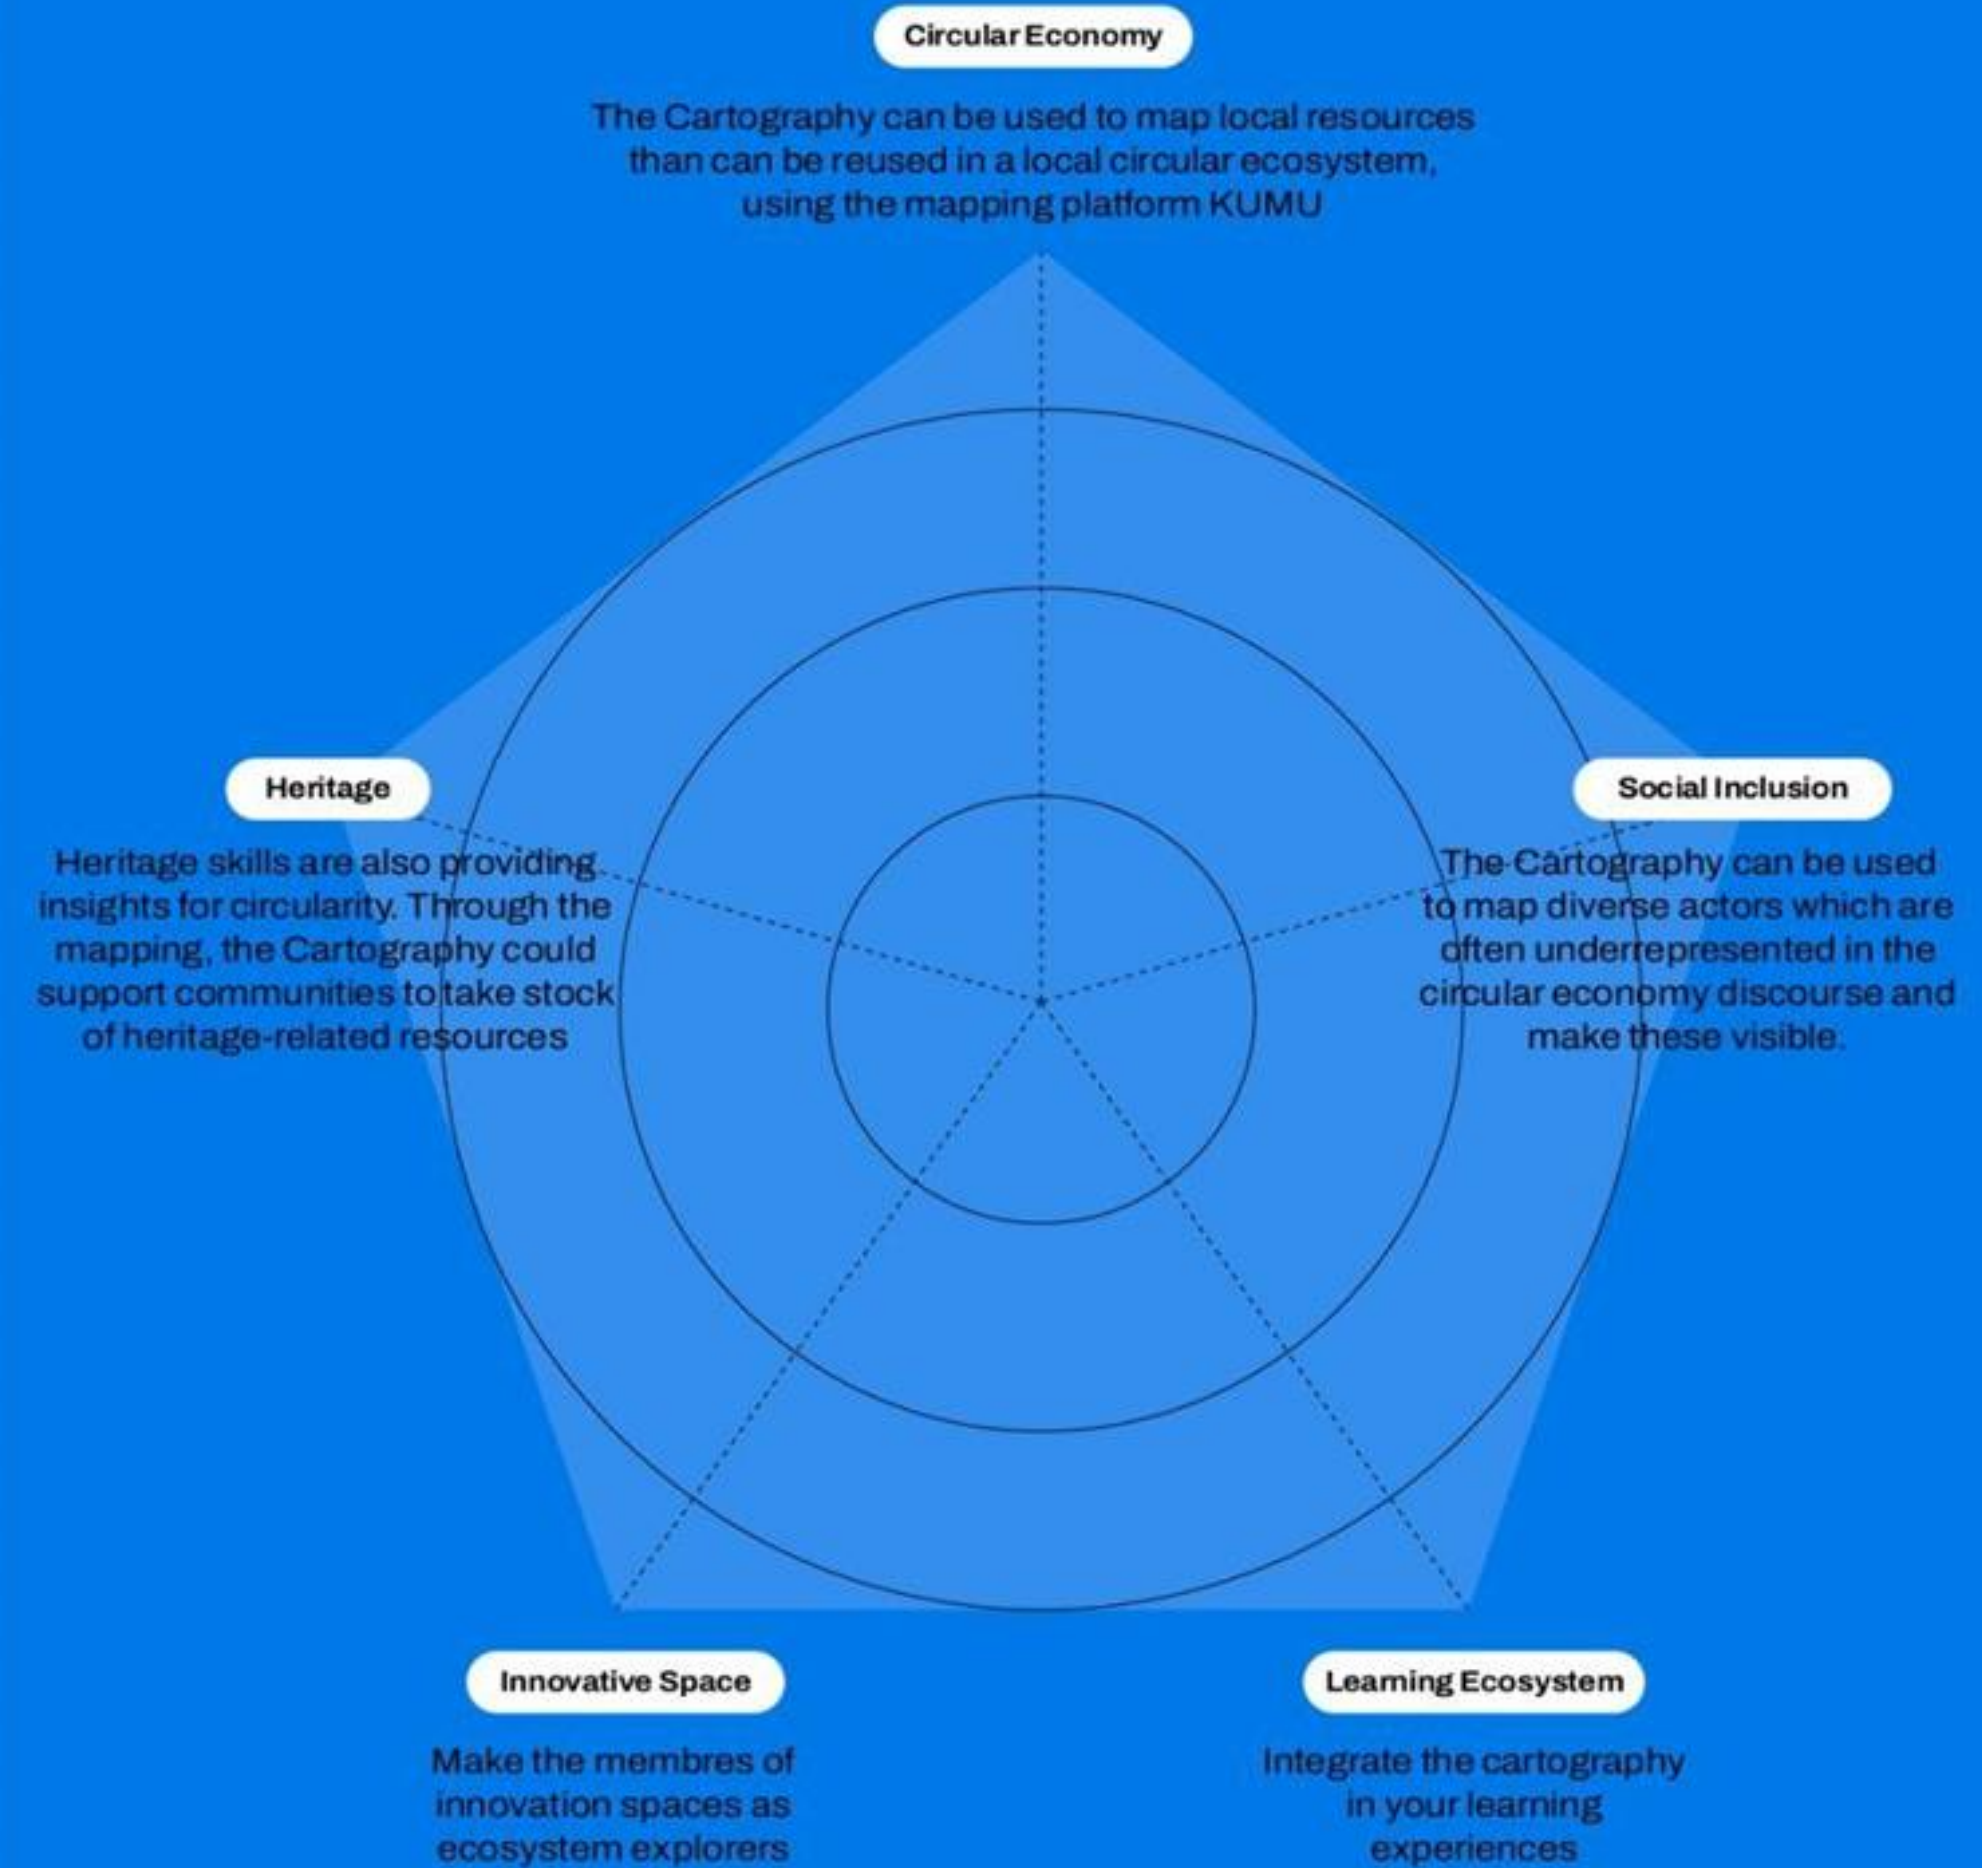 Circular Economy
The Cartography can be used to map local resources
than can be reused in a local circular ecosystem,
using the mapping platform KUMU
Heritage
Heritage skills are also providing
insights for circularity. Through the
mapping, the Cartography could
support communities to take stock
of heritage-related resources
Social Inclusion
The Cartography can be used
to map diverse actors which are
often underrepresented in the
circular economy discourse and
make these visible.
Innovative Space
Make the membres of
innovation spaces as
ecosystem explorers
Learning Ecosystem
Integrate the cartography
in your learning
experiences